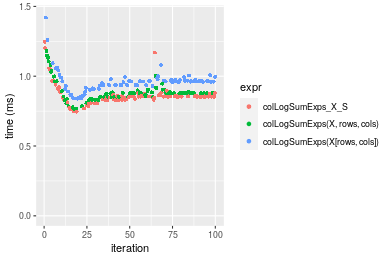 1.5
1.0
0.5
0.0
time (ms)
0
25
50
75
100
iteration
expr
colLogSumExps_X_S
colLogSumExps(X, rows, cols)
colLogSumExps(X[rows, cols])